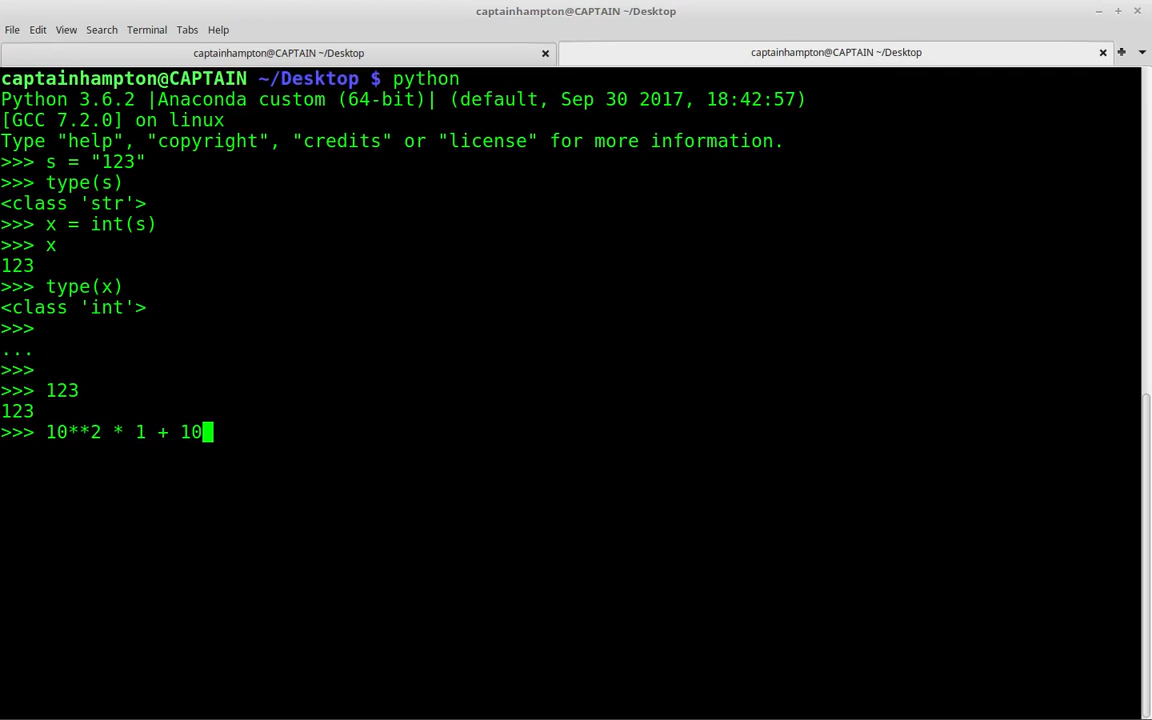 captainhampton@CAPTAIN ~/Desktop
File Edit View Search Terminal Tabs Help
captainhampton@CAPTAIN ~/Desktop captainhampton@CAPTAIN ~/Desktop
captainhampton@CAPTAIN ~/Desktop $ python
Python 3.6.2 |Anaconda custom (64-bit)| (default, Sep 30 2017, 18:42:57)
[GCC 7.2.0] on linux
Type "help", "copyright", "credits" or "license" for more information.
>>> s = "123"
>>> type(s)
<class 'str'>
>>> x = int(s)
>>> x
123
>>> type(x)
<class 'int'>
>>>
...
>>>
>>> 123
123
>>> 10**2 * 1 + 10